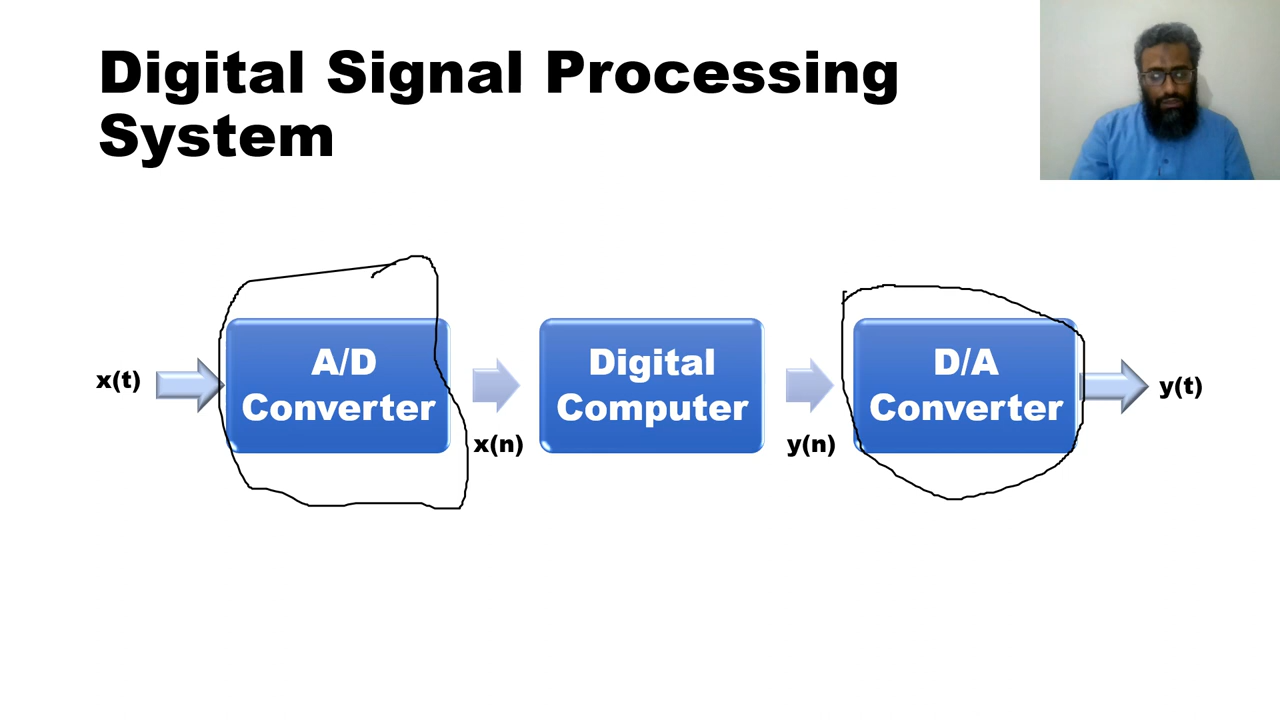 Digital Signal Processing
System
x(t)
A/D
Converter
x(n)
Digital
Computer
y(n)
D/A
Converter
y(t)